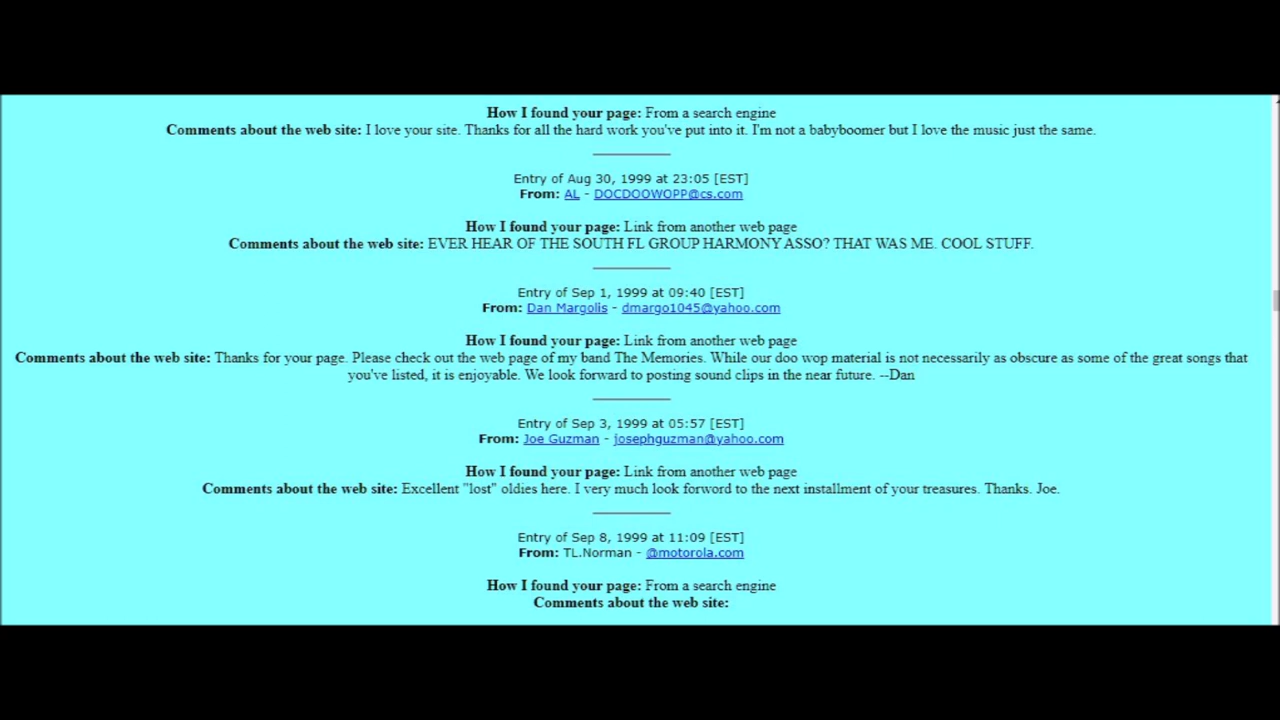 How I found your page: From a search engine
Comments about the web site: I love your site. Thanks for all the hard work you've put into it. I'm not a babyboomer but I love the music just the same.
Entry of Aug 30, 1999 at 23:05 [EST]
From: AL - DOCDOOWOPP@cs.com
How I found your page: Link from another web page
Comments about the web site: EVER HEAR OF THE SOUTH FL GROUP HARMONY ASSO? THAT WAS ME. COOL STUFF.
Entry of Sep 1, 1999 at 09:40 [EST]
From: Dan Margolis - dmargo1045@yahoo.com
How I found your page: Link from another web page
Comments about the web site: Thanks for your page. Please check out the web page of my band The Memories. While our doo wop material is not necessarily as obscure as some of the great songs that
you've listed, it is enjoyable. We look forward to posting sound clips in the near future. --Dan
Entry of Sep 3, 1999 at 05:57 [EST]
From: Joe Guzman - josephguzman@yahoo.com
How I found your page: Link from another web page
Comments about the web site: Excellent "lost" oldies here. I very much look forward to the next installment of your treasures. Thanks. Joe.
Entry of Sep 8, 1999 at 11:09 [EST]
From: TL.Norman - @motorola.com
How I found your page: From a search engine
Comments about the web site: